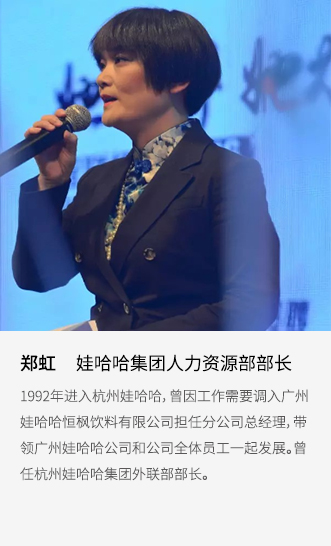 郑虹 娃哈哈集团人力资源部部长
1992年进入杭州娃哈哈，曾因工作需要调入广州
娃哈哈恒枫饮料有限公司担任分公司总经理，带
领广州娃哈哈公司和公司全体员工一起发展。曾
任杭州娃哈哈集团外联部部长。